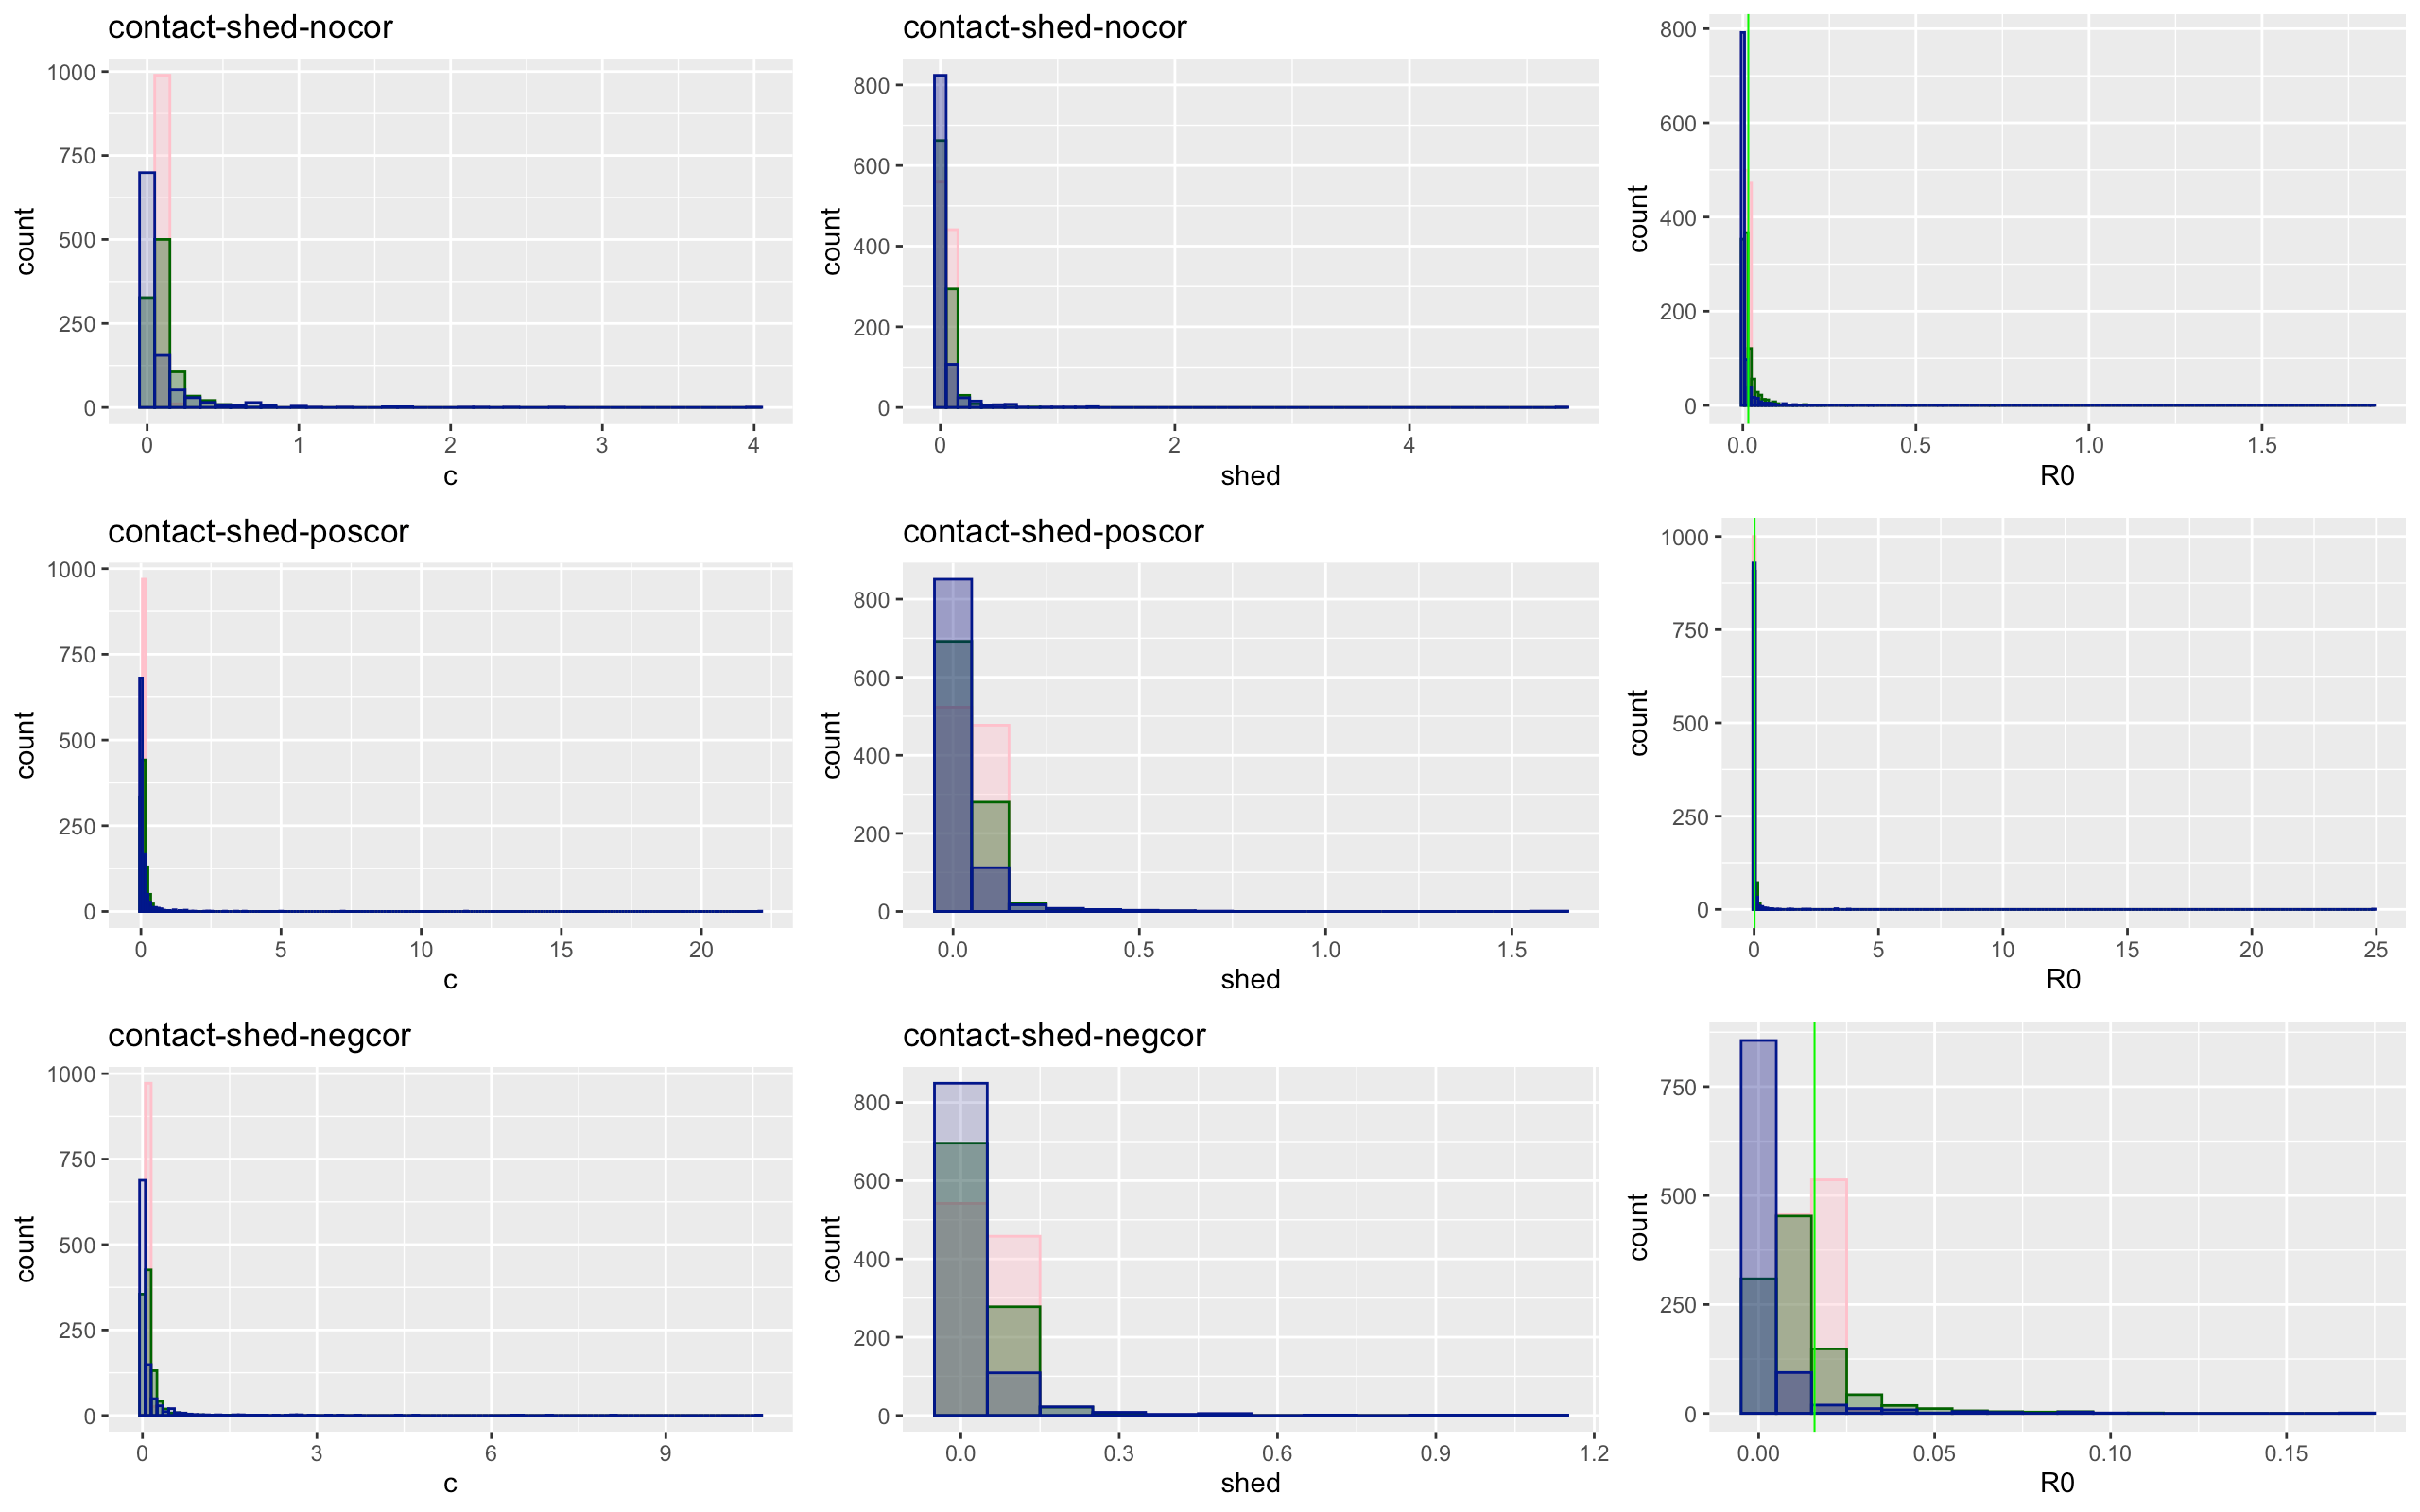 contact-shed-nocor
contact-shed-nocor
count
1000
750
500
250
0
0 1 2 3 4
c
count
800
600
400
200
0
0 2 4
shed
count
800
600
400
200
0
0.0 0.5 1.0 1.5
R0
contact-shed-poscor
contact-shed-poscor
count
1000
750
500
250
0
0 5 10 15 20
c
count
800
600
400
200
0
0.0 0.5 1.0 1.5
shed
count
1000
750
500
250
0
0 5 10 15 20 25
R0
contact-shed-negcor
contact-shed-negcor
count
1000
750
500
250
0
0 3 6 9
c
count
800
600
400
200
0
0.0 0.3 0.6 0.9 1.2
shed
count
750
500
250
0
0.00 0.05 0.10 0.15
R0